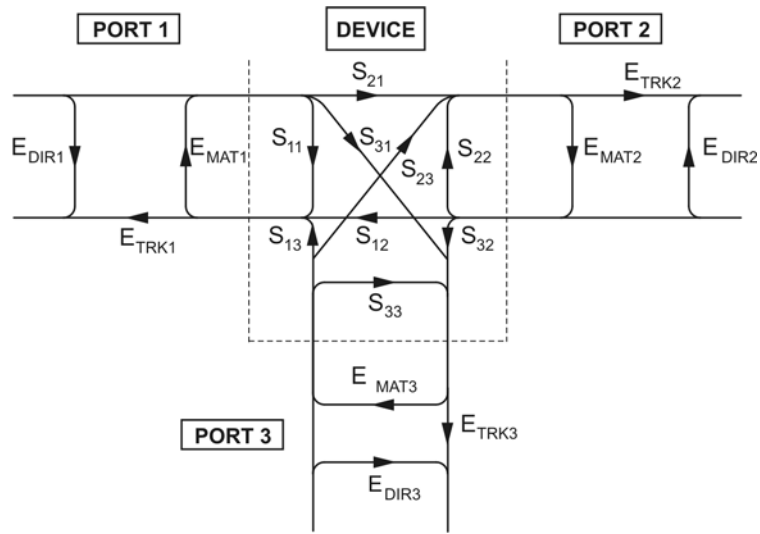 PORT 1
DEVICE
PORT 2
S21
ETRK2
EDIR1
EMAT1
S11
S31
S23
S22
EMAT2
EDIR2
ETRK1
S13
S12
S32
S33
E MAT3
PORT 3
ETRK3
EDIR3